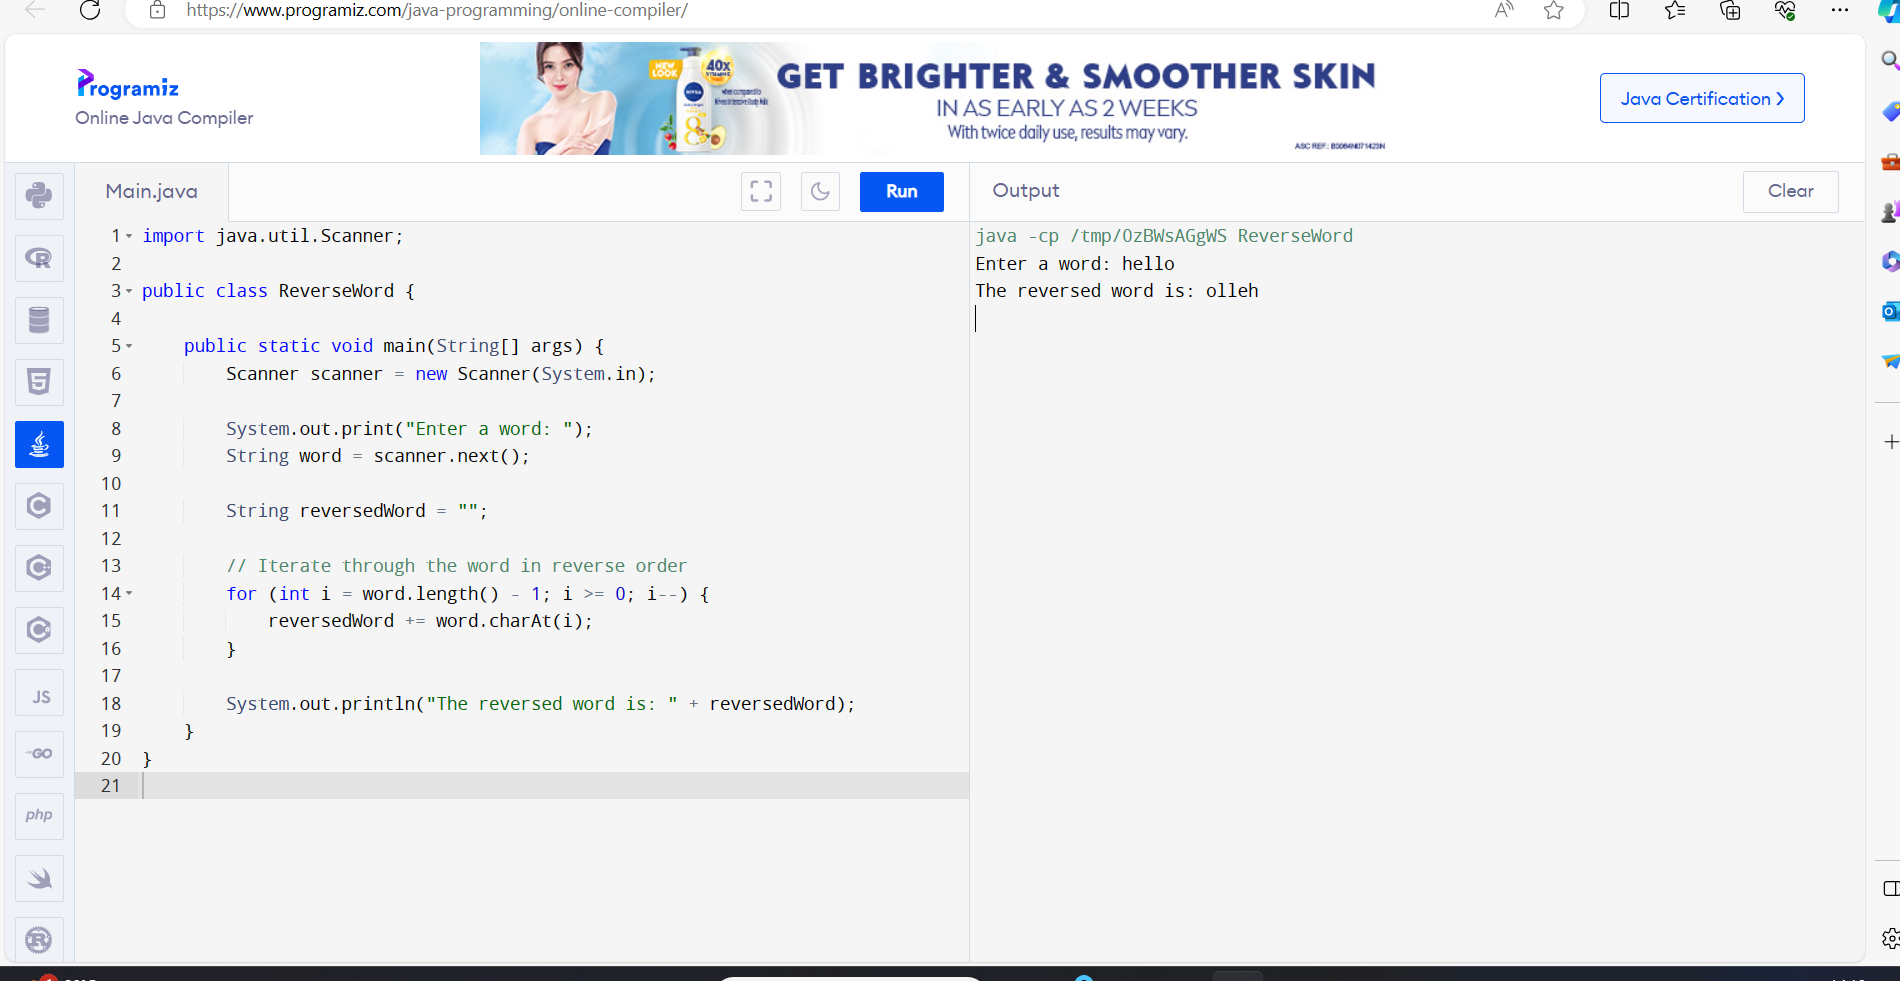 https://www.programiz.com/java-programming/online-compiler/
Programiz
Online Java Compiler
NEW LOOK
40x
NIVEA
GET BRIGHTER & SMOOTHER SKIN
IN AS EARLY AS 2 WEEKS
With twice daily use, results may vary.
ASC REF.: B0064N071423N
Java Certification >
Main.java
Run
Output
Clear
1 import java.util.Scanner;
2
3 public class ReverseWord {
4
5 public static void main(String[] args) {
6 Scanner scanner = new Scanner(System.in);
7
8 System.out.print("Enter a word: ");
9 String word = scanner.next();
10
11 String reversedWord = "";
12
13 // Iterate through the word in reverse order
14 for (int i = word.length() - 1; i >= 0; i--) {
15 reversedWord += word.charAt(i);
16 }
17
18 System.out.println("The reversed word is: " + reversedWord);
19 }
20 }
21
java -cp /tmp/OzBWsAGgWS ReverseWord
Enter a word: hello
The reversed word is: olleh
R
5
C
C
C
JS
GO
php
R